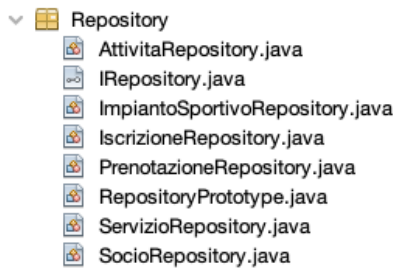 Repository
AttivitaRepository.java
IRepository.java
ImpiantoSportivoRepository.java
IscrizioneRepository.java
PrenotazioneRepository.java
RepositoryPrototype.java
ServizioRepository.java
SocioRepository.java